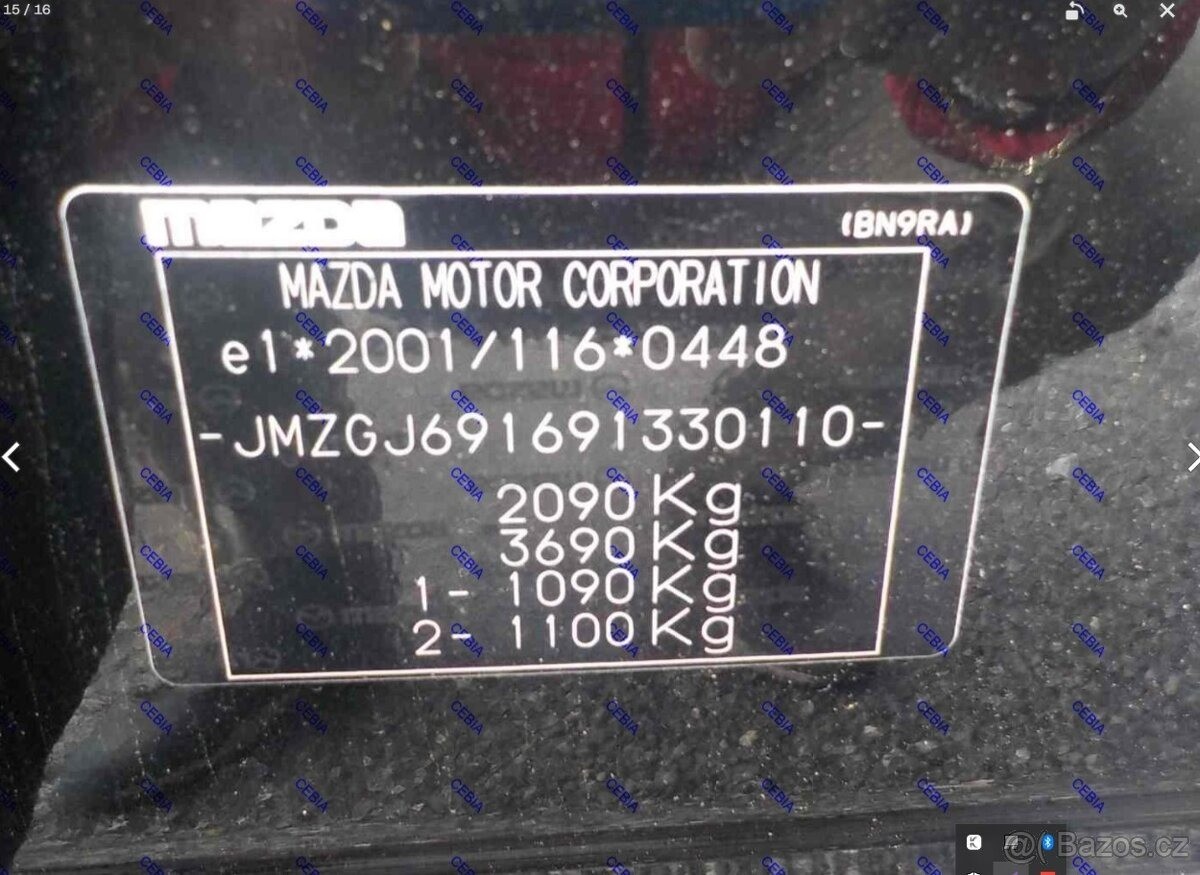 15 / 16
mazda
(BN9RA)
MAZDA MOTOR CORPORATION
e1*2001/116*0448
-JMZGJ691691330110-
2090 Kg
3690 Kg
1- 1090 Kg
2- 1100 Kg
CEBIA
Bazos.cz